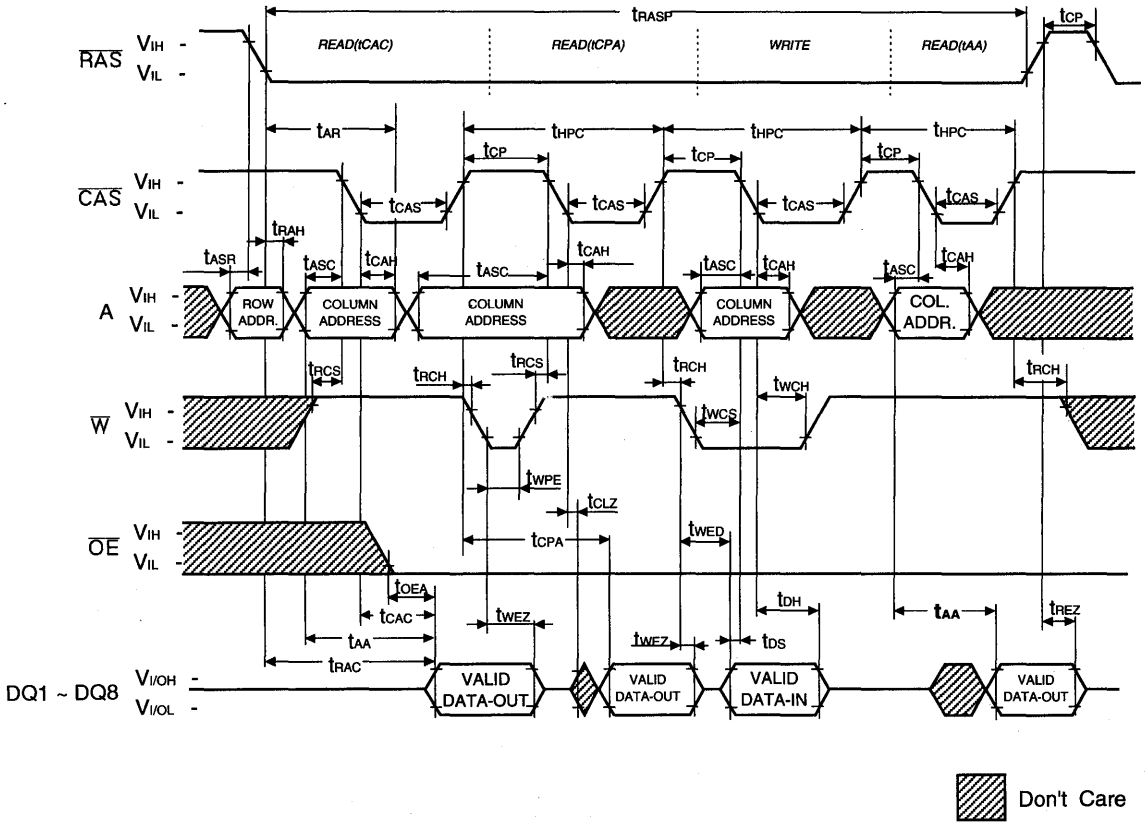 tRASP
tCP
RAS VIH -
VIL -
READ(tCAC) READ(tCPA) WRITE READ(tAA)
tAR tHPC tHPC tHPC
tCP tCP tCP
CAS VIH -
VIL -
tCAS tCAS tCAS tCAS
tRAH
tASR tASC tCAH tASC tCAH tASC tCAH tASC tCAH
A VIH -
VIL -
ROW ADDR.
COLUMN ADDRESS
COLUMN ADDRESS
COLUMN ADDRESS
COL. ADDR.
tRCS tRCH tRCS tRCH tWCH tRCH
W VIH -
VIL -
tWCS
tWPE
tCLZ
OE VIH -
VIL -
tCPA tWED
tOEA
tCAC tWEZ tDH tAA tREZ
tAA tWEZ tDS
tRAC
DQ1 ~ DQ8 VI/OH -
VI/OL -
VALID DATA-OUT
VALID DATA-OUT
VALID DATA-IN
VALID DATA-OUT
Don't Care